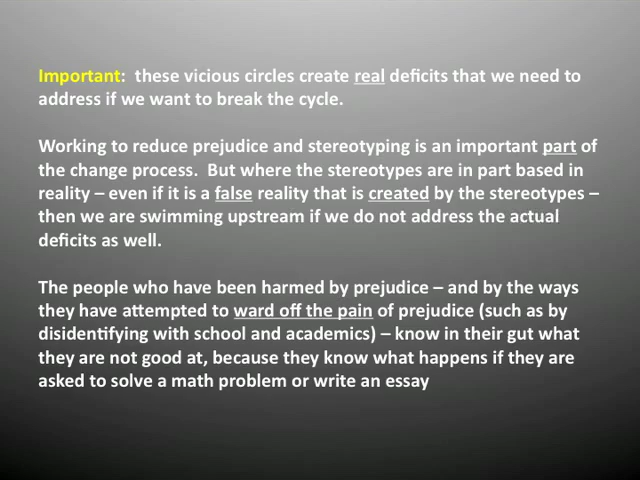 Important:  these vicious circles create real deficits that we need to
address if we want to break the cycle.
Working to reduce prejudice and stereotyping is an important part of
the change process.  But where the stereotypes are in part based in
reality – even if it is a false reality that is created by the stereotypes –
then we are swimming upstream if we do not address the actual
deficits as well.
The people who have been harmed by prejudice – and by the ways
they have attempted to ward off the pain of prejudice (such as by
disidentifying with school and academics) – know in their gut what
they are not good at, because they know what happens if they are
asked to solve a math problem or write an essay